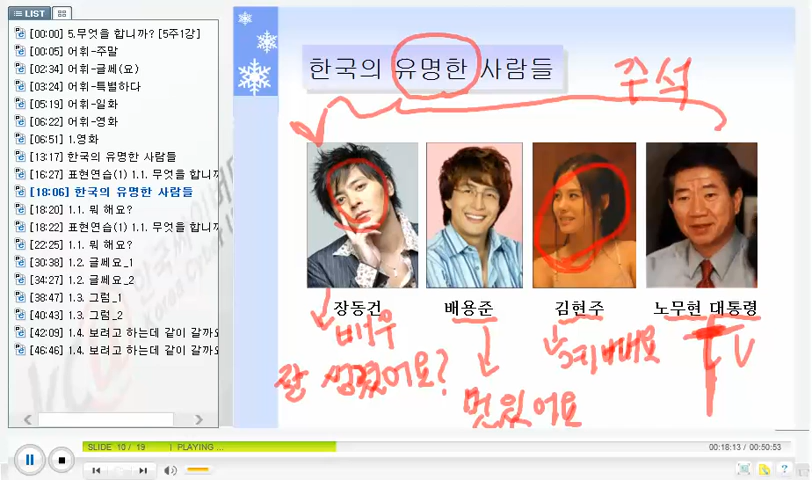 LIST
[00:00] 5.무엇을 합니까? [5주1강]
[00:05] 어휘-주말
[02:34] 어휘-글쎄(요)
[03:24] 어휘-특별하다
[05:19] 어휘-일화
[06:22] 어휘-영화
[06:51] 1.영화
[13:17] 한국의 유명한 사람들
[16:27] 표현연습(1) 1.1. 무엇을 합니
[18:06] 한국의 유명한 사람들
[18:20] 1.1. 뭐 해요?
[18:22] 표현연습(1) 1.1. 무엇을 합니
[22:25] 1.1. 뭐 해요?
[30:38] 1.2. 글쎄요_1
[34:27] 1.2. 글쎄요_2
[38:47] 1.3. 그럼_1
[40:43] 1.3. 그럼_2
[42:09] 1.4. 보려고 하는데 같이 갈까
[46:46] 1.4. 보려고 하는데 같이 갈까
한국의 유명한 사람들
주석
장동건 배용준 김현주 노무현 대통령
배우
잘 생겼어요?
멋있어요
SLIDE 10 / 19 | PLAYING ...
00:18:13 / 00:50:53